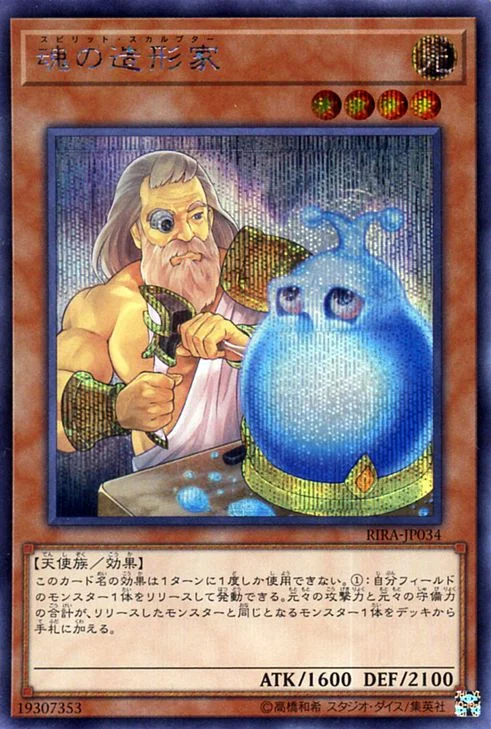 スピリット・スカルプター
魂の造形家
光
RIRA-JP034
【天使族／効果】
このカード名の効果は１ターンに１度しか使用できない。①：自分フィールド
のモンスター１体をリリースして発動できる。元々の攻撃力と元々の守備力
の合計が、リリースしたモンスターと同じとなるモンスター１体をデッキから
手札に加える。
ATK/1600 DEF/2100
19307353
©高橋和希 スタジオ・ダイス/集英社